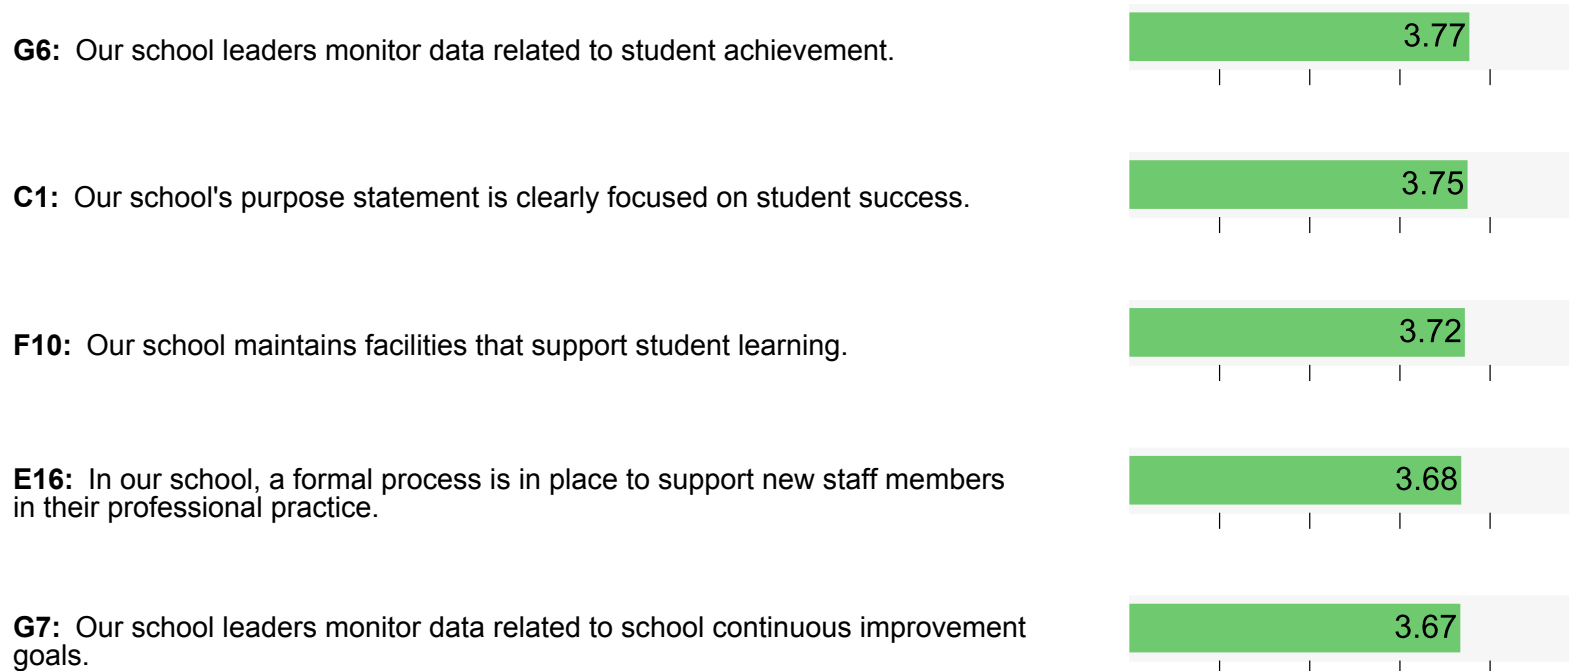 G6: Our school leaders monitor data related to student achievement.
3.77
C1: Our school's purpose statement is clearly focused on student success.
3.75
F10: Our school maintains facilities that support student learning.
3.72
E16: In our school, a formal process is in place to support new staff members
in their professional practice.
3.68
G7: Our school leaders monitor data related to school continuous improvement
goals.
3.67